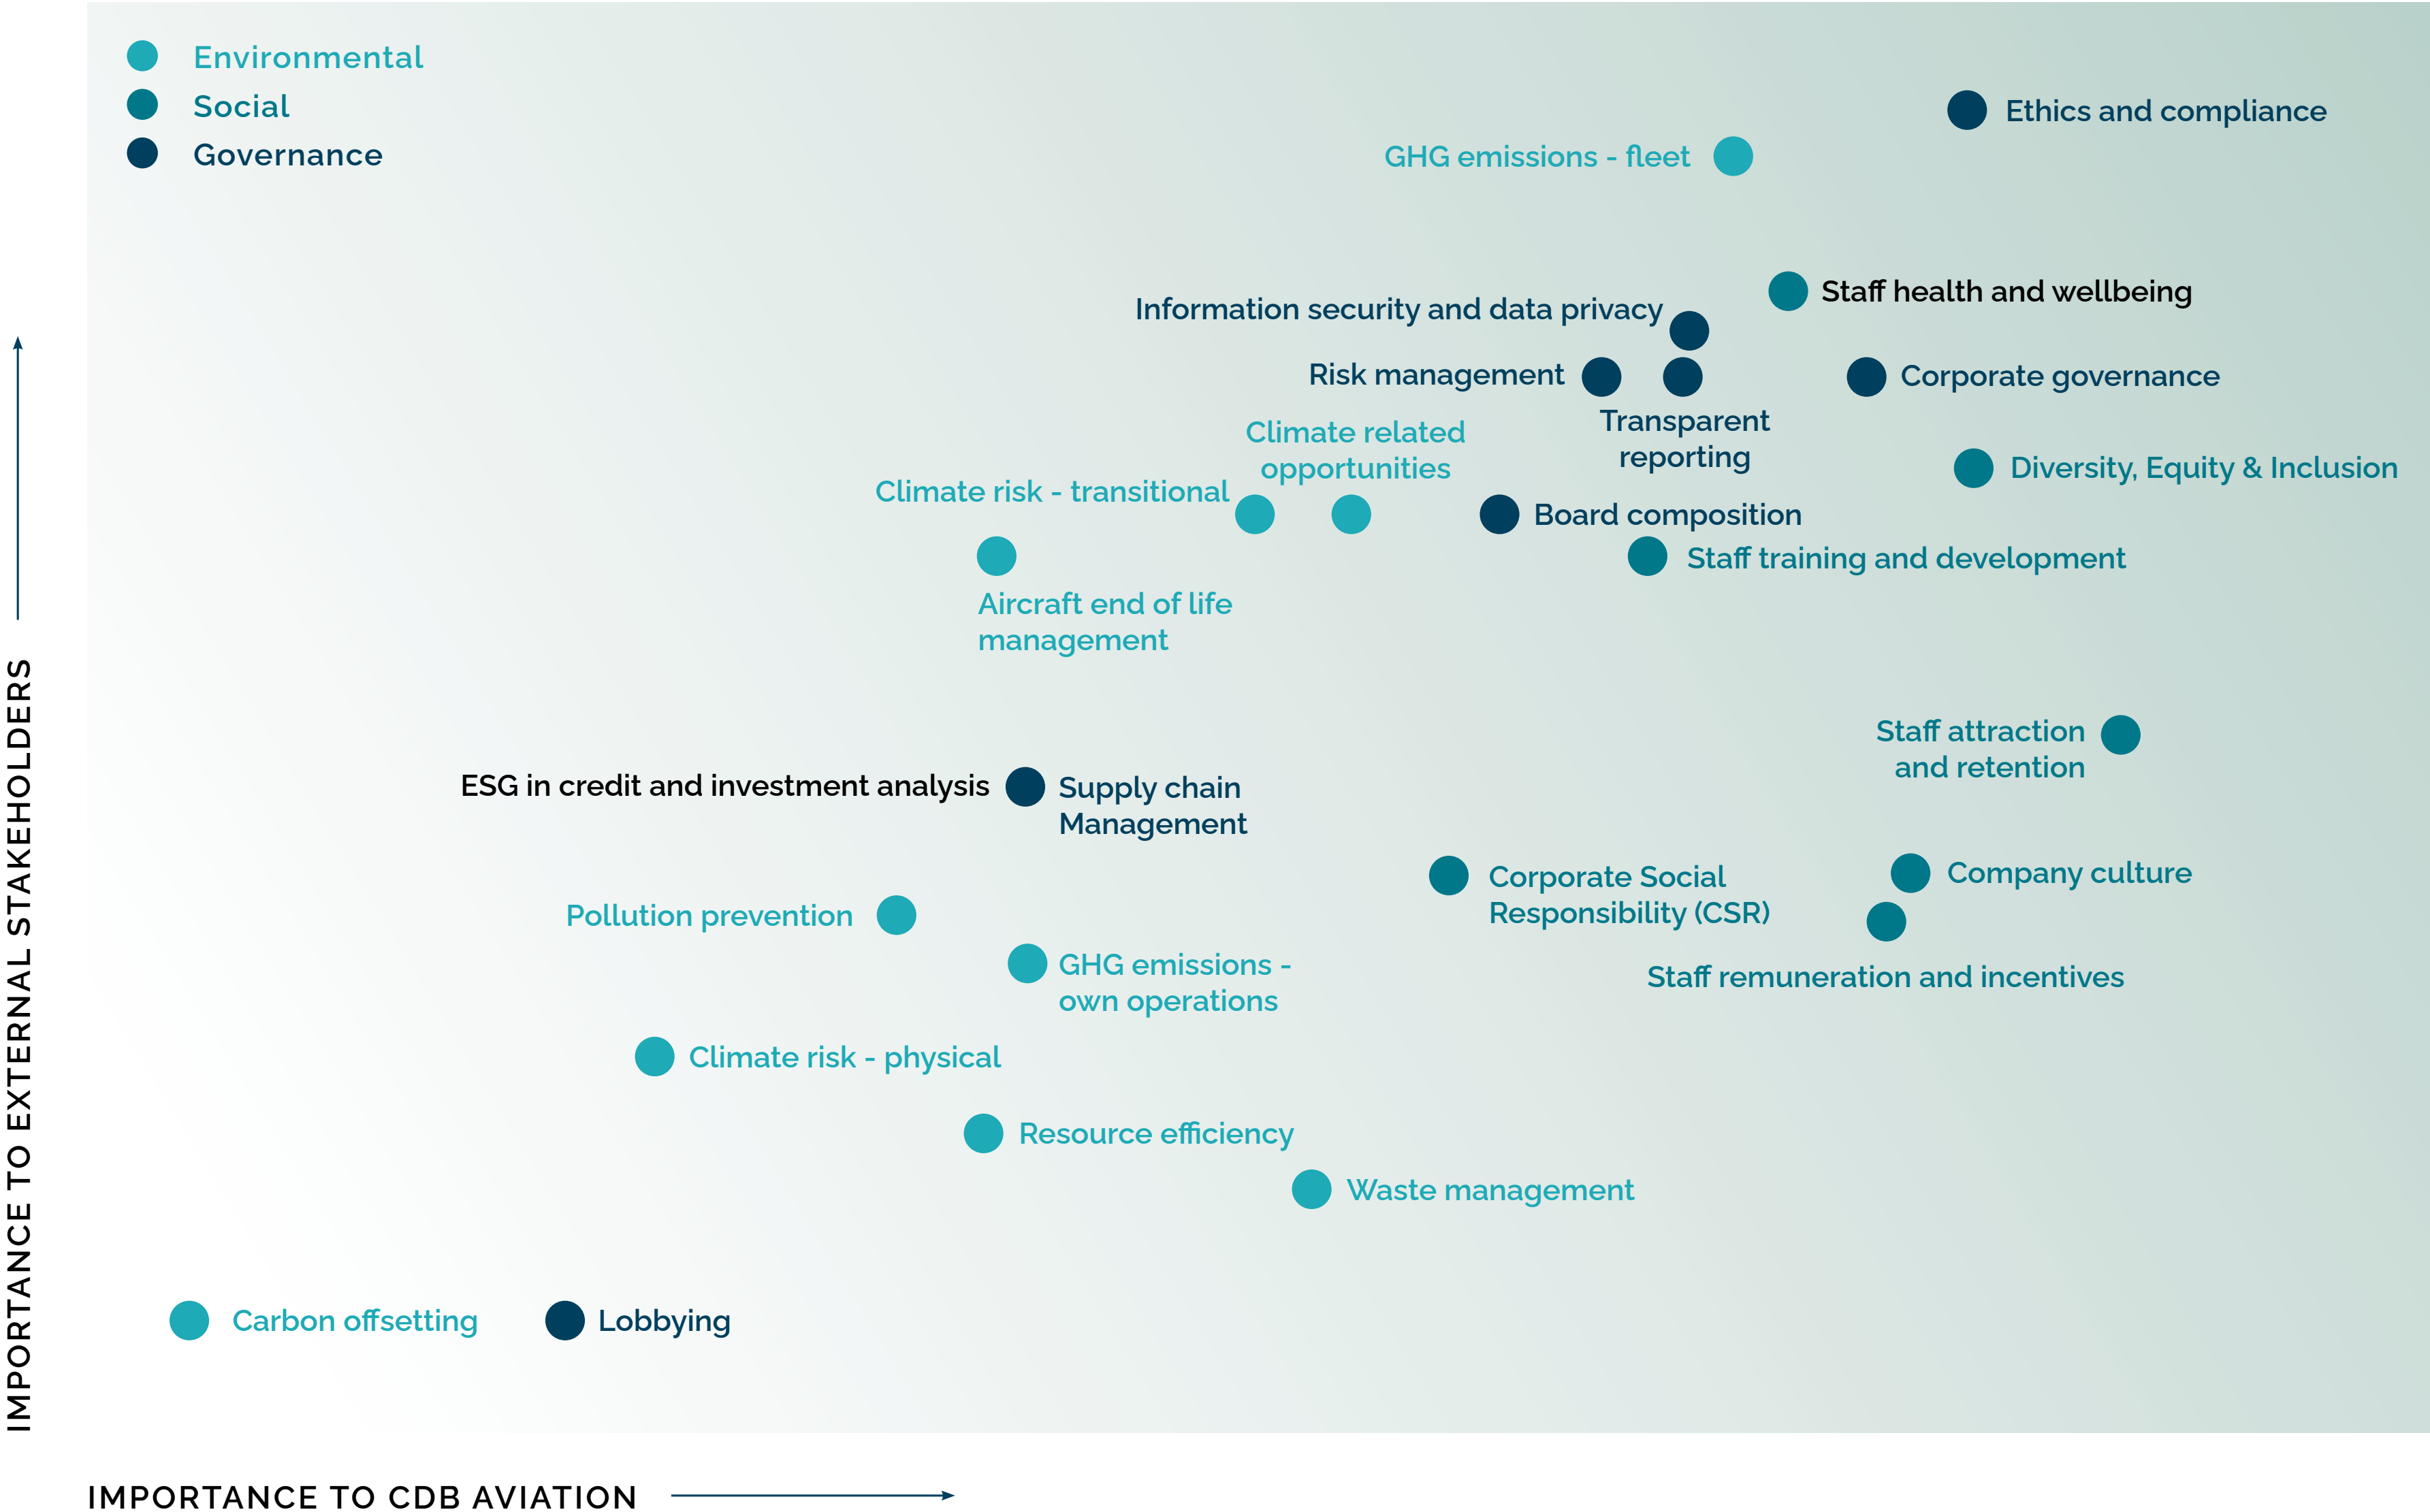 Environmental
Social
Governance
Ethics and compliance
GHG emissions - fleet
Staff health and wellbeing
Information security and data privacy
Risk management
Corporate governance
Transparent
reporting
Climate related
opportunities
Diversity, Equity & Inclusion
Climate risk - transitional
Board composition
Staff training and development
Aircraft end of life
management
Staff attraction
and retention
ESG in credit and investment analysis
Supply chain
Management
Corporate Social
Responsibility (CSR)
Company culture
Pollution prevention
GHG emissions -
own operations
Staff remuneration and incentives
Climate risk - physical
Resource efficiency
Waste management
Carbon offsetting
Lobbying
IMPORTANCE TO EXTERNAL STAKEHOLDERS
IMPORTANCE TO CDB AVIATION